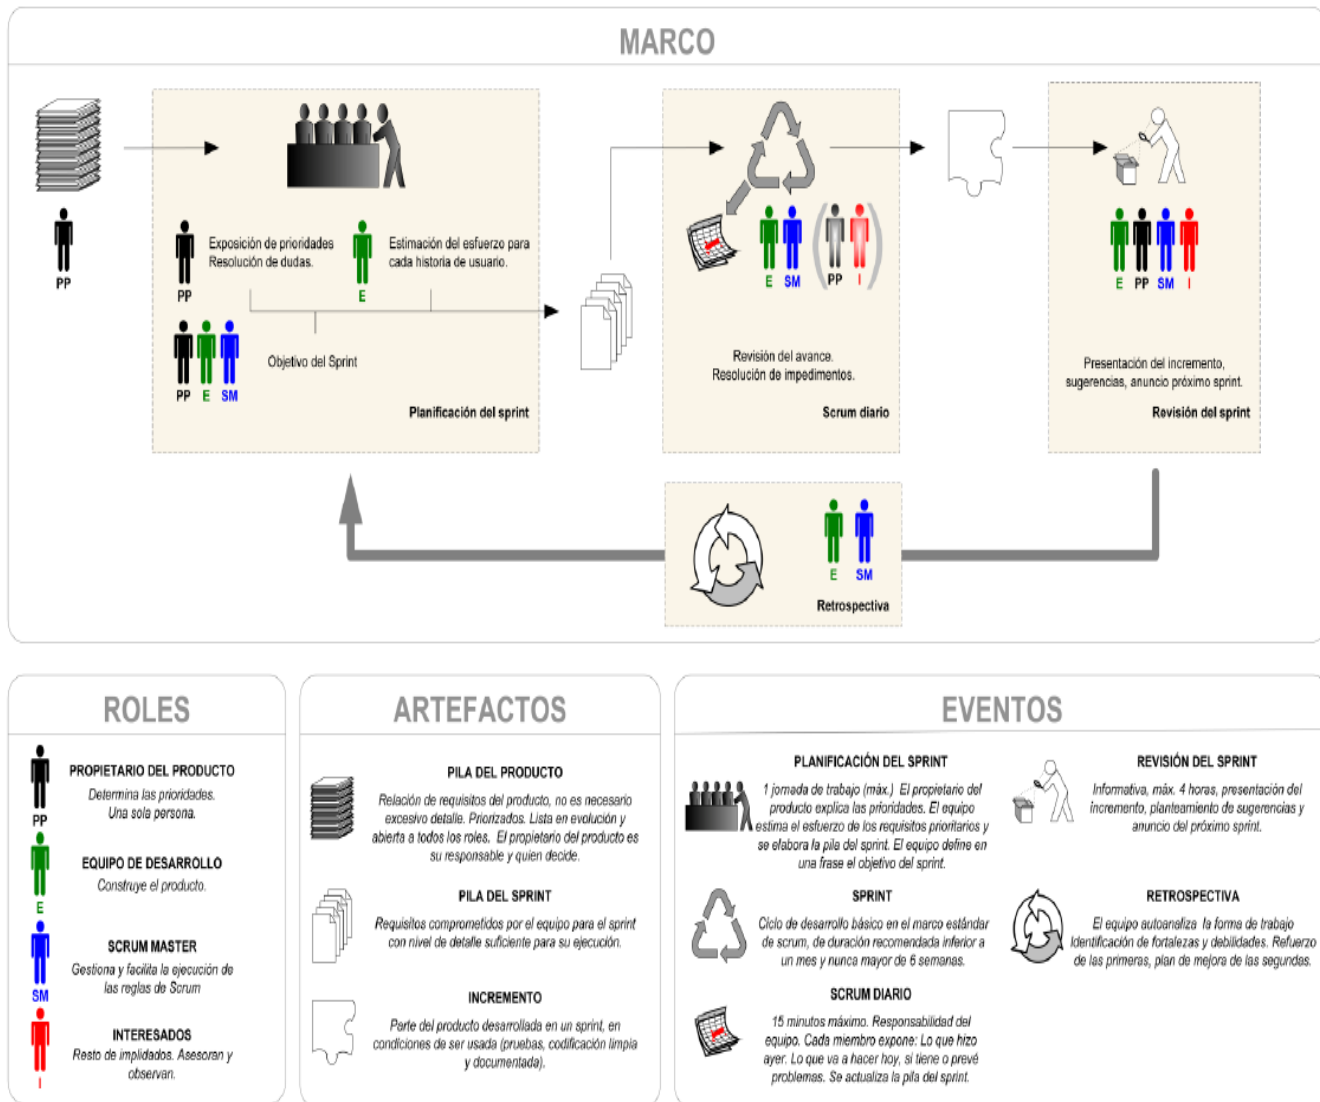 MARCO
PP
PP
Exposición de prioridades
Resolución de dudas.
E
Estimación del esfuerzo para
cada historia de usuario.
PP E SM
Objetivo del Sprint
Planificación del sprint
E SM PP I
Revisión del avance.
Resolución de impedimentos.
Scrum diario
E PP SM I
Presentación del incremento,
sugerencias, anuncio próximo sprint.
Revisión del sprint
E SM
Retrospectiva
ROLES
PP
PROPIETARIO DEL PRODUCTO
Determina las prioridades.
Una sola persona.
E
EQUIPO DE DESARROLLO
Construye el producto.
SM
SCRUM MASTER
Gestiona y facilita la ejecución de
las reglas de Scrum
I
INTERESADOS
Resto de implidados. Asesoran y
observan.
ARTEFACTOS
PILA DEL PRODUCTO
Relación de requisitos del producto, no es necesario
excesivo detalle. Priorizados. Lista en evolución y
abierta a todos los roles. El propietario del producto es
su responsable y quien decide.
PILA DEL SPRINT
Requisitos comprometidos por el equipo para el sprint
con nivel de detalle suficiente para su ejecución.
INCREMENTO
Parte del producto desarrollada en un sprint, en
condiciones de ser usada (pruebas, codificación limpia
y documentada).
EVENTOS
PLANIFICACIÓN DEL SPRINT
1 jornada de trabajo (máx.) El propietario del
producto explica las prioridades. El equipo
estima el esfuerzo de los requisitos prioritarios y
se elabora la pila del sprint. El equipo define en
una frase el objetivo del sprint.
SPRINT
Ciclo de desarrollo básico en el marco estándar
de scrum, de duración recomendada inferior a
un mes y nunca mayor de 6 semanas.
SCRUM DIARIO
15 minutos máximo. Responsabilidad del
equipo. Cada miembro expone: Lo que hizo
ayer. Lo que va a hacer hoy, si tiene o prevé
problemas. Se actualiza la pila del sprint.
REVISIÓN DEL SPRINT
Informativa, máx. 4 horas, presentación del
incremento, planteamiento de sugerencias y
anuncio del próximo sprint.
RETROSPECTIVA
El equipo autoanaliza la forma de trabajo
Identificación de fortalezas y debilidades. Refuerzo
de las primeras, plan de mejora de las segundas.